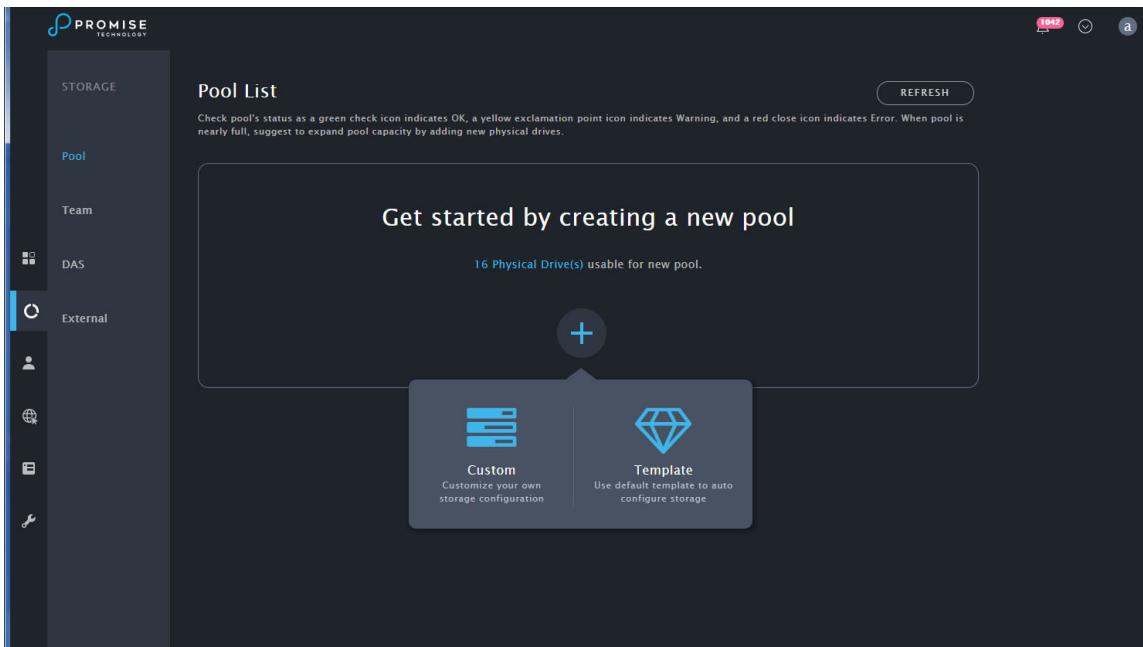 PROMISE
TECHNOLOGY
1042
a
STORAGE
Pool
Team
DAS
External
Pool List
REFRESH
Check pool's status as a green check icon indicates OK, a yellow exclamation point icon indicates Warning, and a red close icon indicates Error. When pool is
nearly full, suggest to expand pool capacity by adding new physical drives.
Get started by creating a new pool
16 Physical Drive(s) usable for new pool.
Custom
Customize your own
storage configuration
Template
Use default template to auto
configure storage